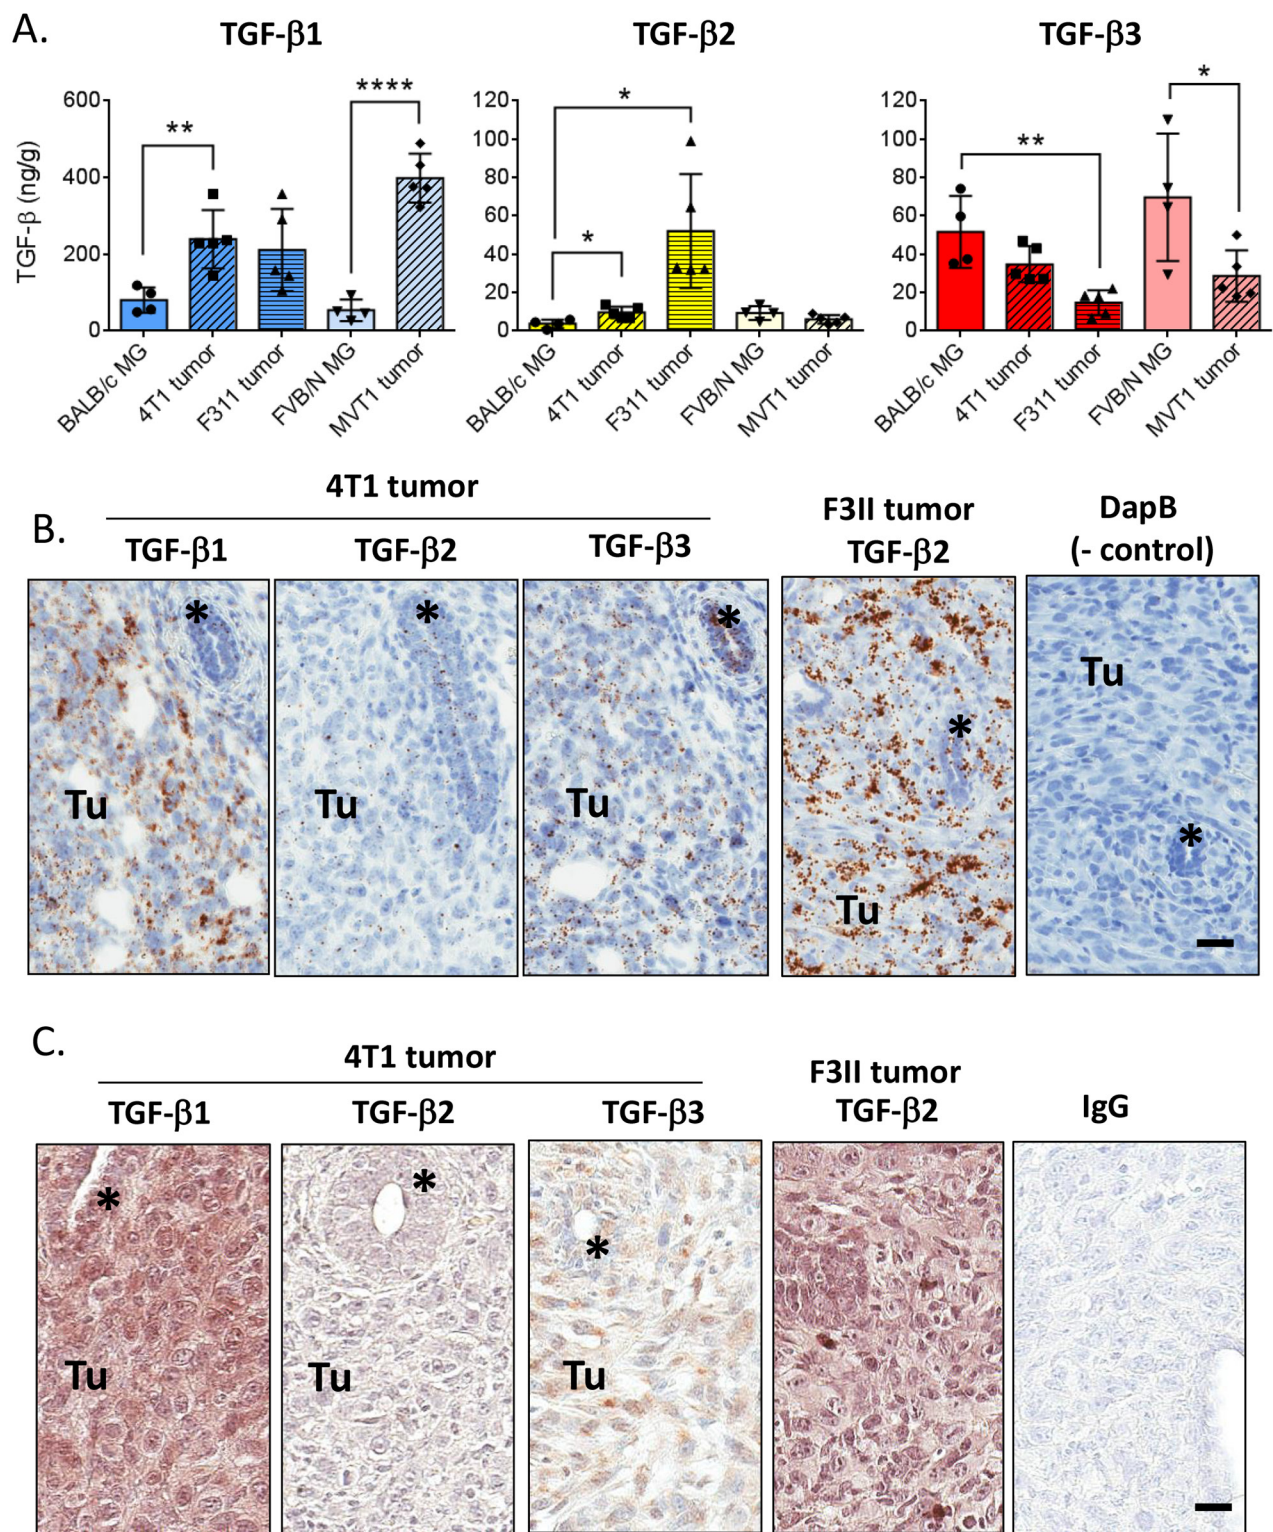 A.
TGF-β1
TGF-β2
TGF-β3
TGF-β (ng/g)
600
400
200
0
**
****
BALB/c MG
4T1 tumor
F311 tumor
FVB/N MG
MVT1 tumor
120
100
80
60
40
20
0
*
*
BALB/c MG
4T1 tumor
F311 tumor
FVB/N MG
MVT1 tumor
120
100
80
60
40
20
0
**
*
BALB/c MG
4T1 tumor
F311 tumor
FVB/N MG
MVT1 tumor
B.
4T1 tumor
TGF-β1
TGF-β2
TGF-β3
F3II tumor
TGF-β2
DapB
(- control)
*
Tu
*
Tu
*
Tu
*
Tu
Tu
*
C.
4T1 tumor
TGF-β1
TGF-β2
TGF-β3
F3II tumor
TGF-β2
IgG
*
Tu
*
Tu
*
Tu